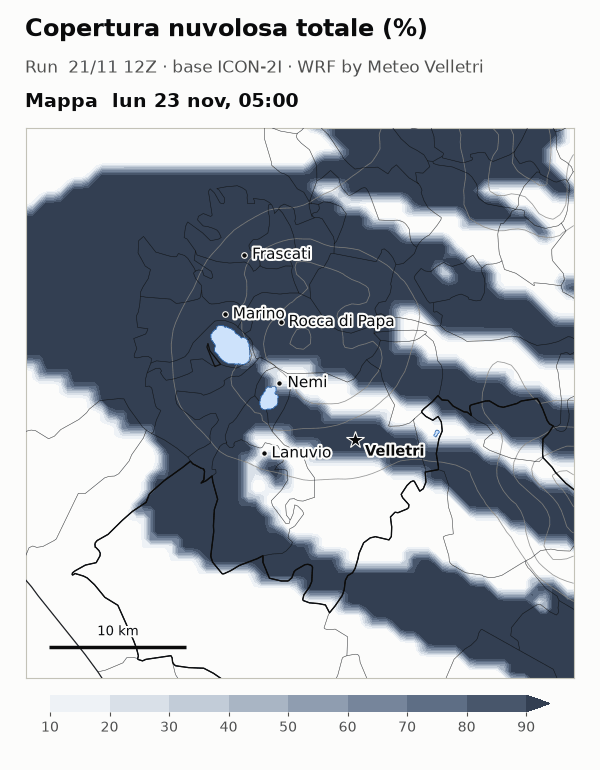 Copertura nuvolosa totale (%)
Run  21/11 12Z · base ICON-2I · WRF by Meteo Velletri
Mappa  lun 23 nov, 05:00
Frascati
Marino
Rocca di Papa
Nemi
Velletri
Lanuvio
10 km
10 20 30 40 50 60 70 80 90